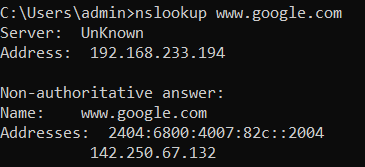 C:\Users\admin>nslookup www.google.com
Server:  UnKnown
Address:  192.168.233.194

Non-authoritative answer:
Name:    www.google.com
Addresses:  2404:6800:4007:82c::2004
          142.250.67.132